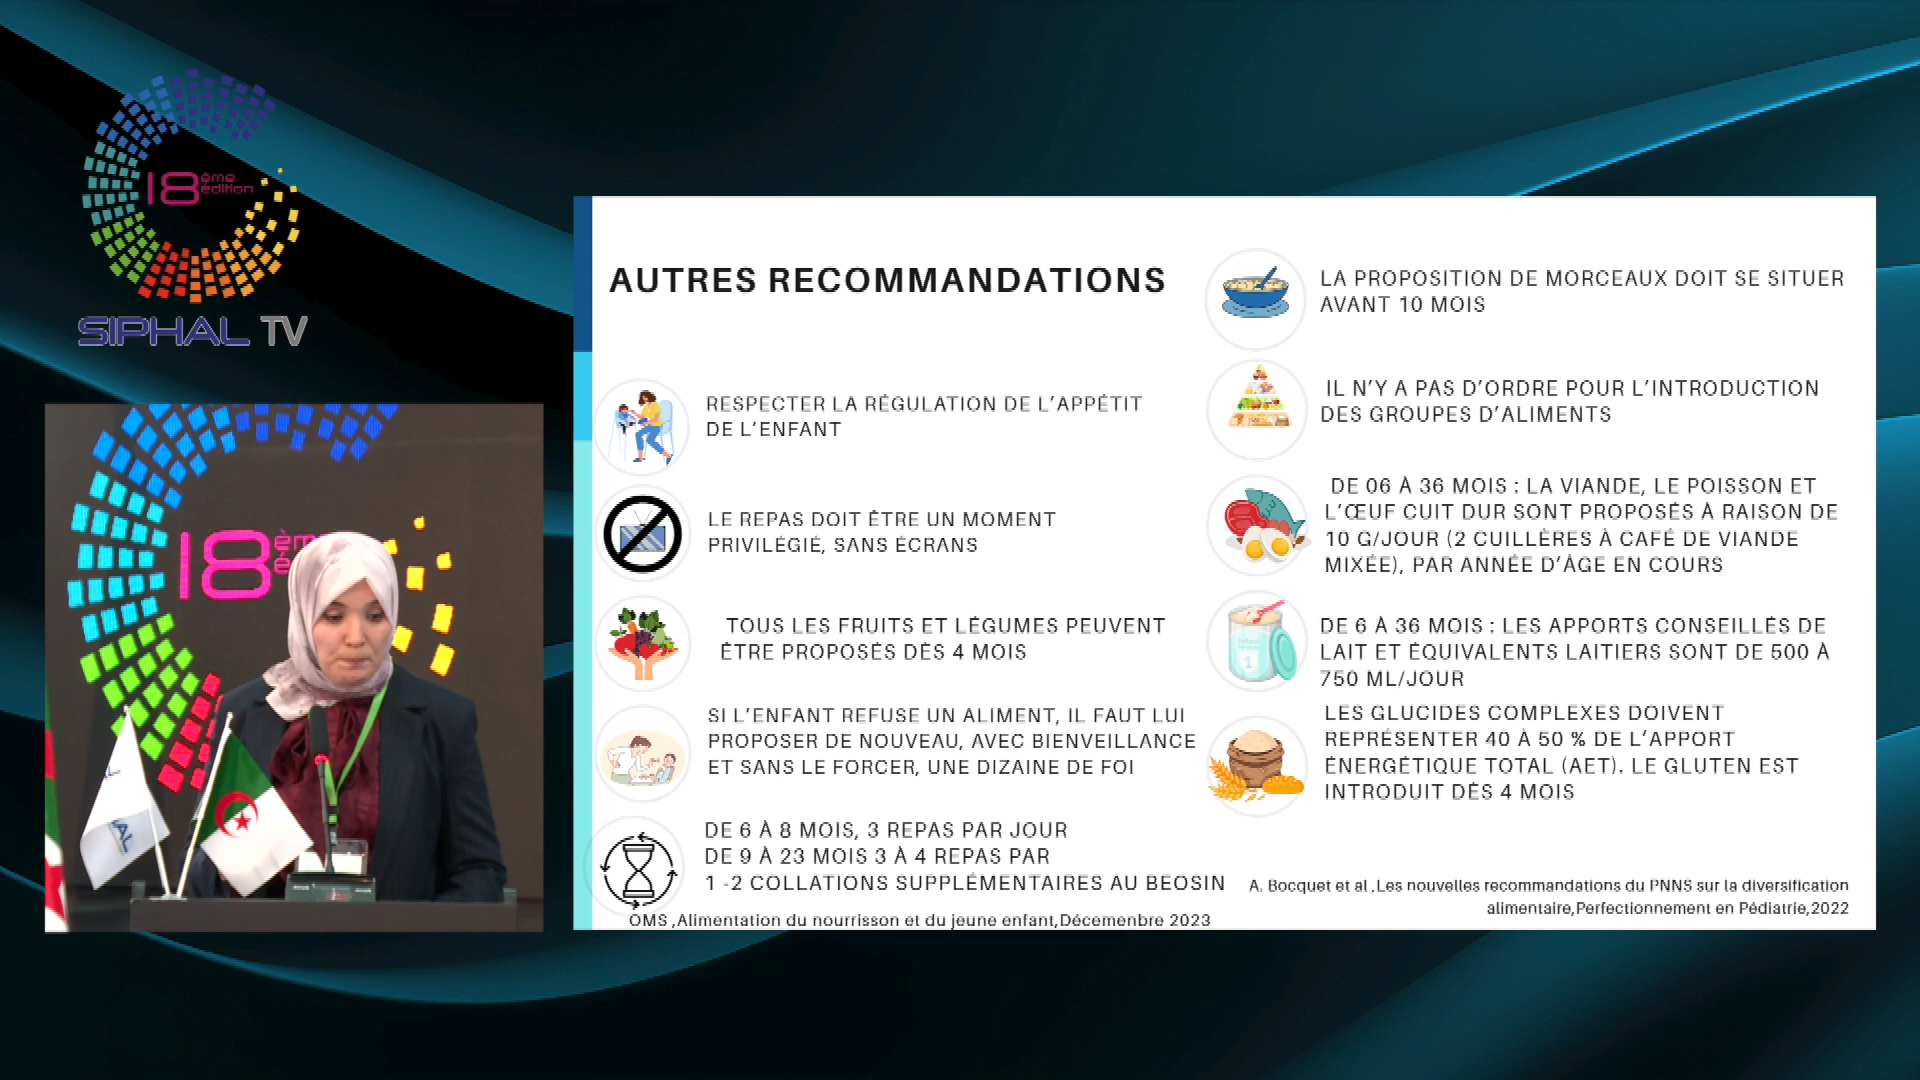 18 ème
édition
SIPHAL TV
18
AUTRES RECOMMANDATIONS
RESPECTER LA RÉGULATION DE L'APPÉTIT
DE L'ENFANT
LE REPAS DOIT ÊTRE UN MOMENT
PRIVILÉGIÉ, SANS ÉCRANS
TOUS LES FRUITS ET LÉGUMES PEUVENT
ÊTRE PROPOSÉS DÈS 4 MOIS
SI L'ENFANT REFUSE UN ALIMENT, IL FAUT LUI
PROPOSER DE NOUVEAU, AVEC BIENVEILLANCE
ET SANS LE FORCER, UNE DIZAINE DE FOI
DE 6 À 8 MOIS, 3 REPAS PAR JOUR
DE 9 À 23 MOIS 3 À 4 REPAS PAR
1 -2 COLLATIONS SUPPLÉMENTAIRES AU BEOSIN
OMS ,Alimentation du nourrisson et du jeune enfant,Décemenbre 2023
LA PROPOSITION DE MORCEAUX DOIT SE SITUER
AVANT 10 MOIS
IL N'Y A PAS D'ORDRE POUR L'INTRODUCTION
DES GROUPES D'ALIMENTS
DE 06 À 36 MOIS : LA VIANDE, LE POISSON ET
L'ŒUF CUIT DUR SONT PROPOSÉS À RAISON DE
10 G/JOUR (2 CUILLÈRES À CAFÉ DE VIANDE
MIXÉE), PAR ANNÉE D'ÂGE EN COURS
1
DE 6 À 36 MOIS : LES APPORTS CONSEILLÉS DE
LAIT ET ÉQUIVALENTS LAITIERS SONT DE 500 À
750 ML/JOUR
LES GLUCIDES COMPLEXES DOIVENT
REPRÉSENTER 40 À 50 % DE L'APPORT
ÉNERGÉTIQUE TOTAL (AET). LE GLUTEN EST
INTRODUIT DÈS 4 MOIS
A. Bocquet et al ,Les nouvelles recommandations du PNNS sur la diversification
alimentaire,Perfectionnement en Pédiatrie,2022